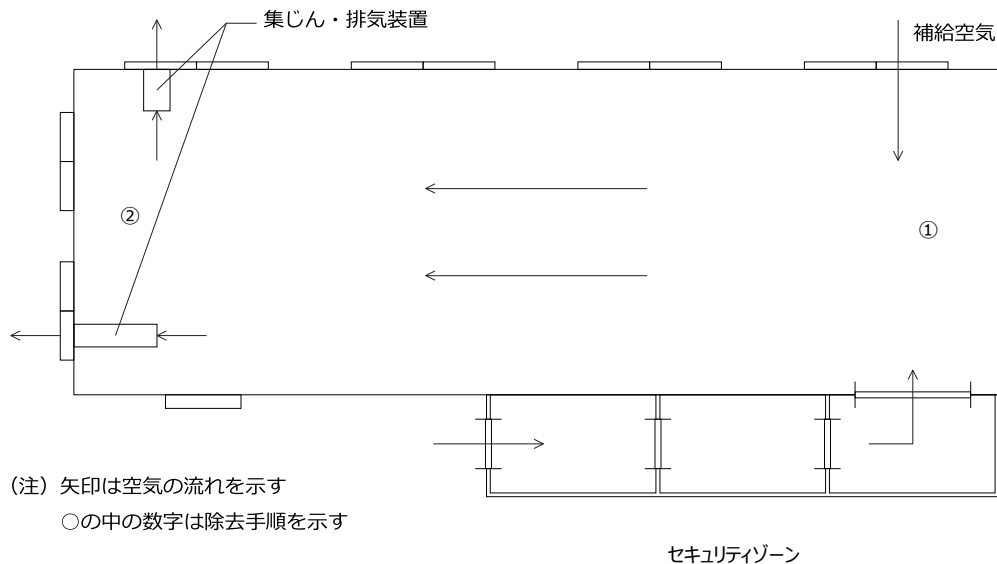 集じん・排気装置
補給空気
②
①
（注）矢印は空気の流れを示す
○の中の数字は除去手順を示す
セキュリティゾーン